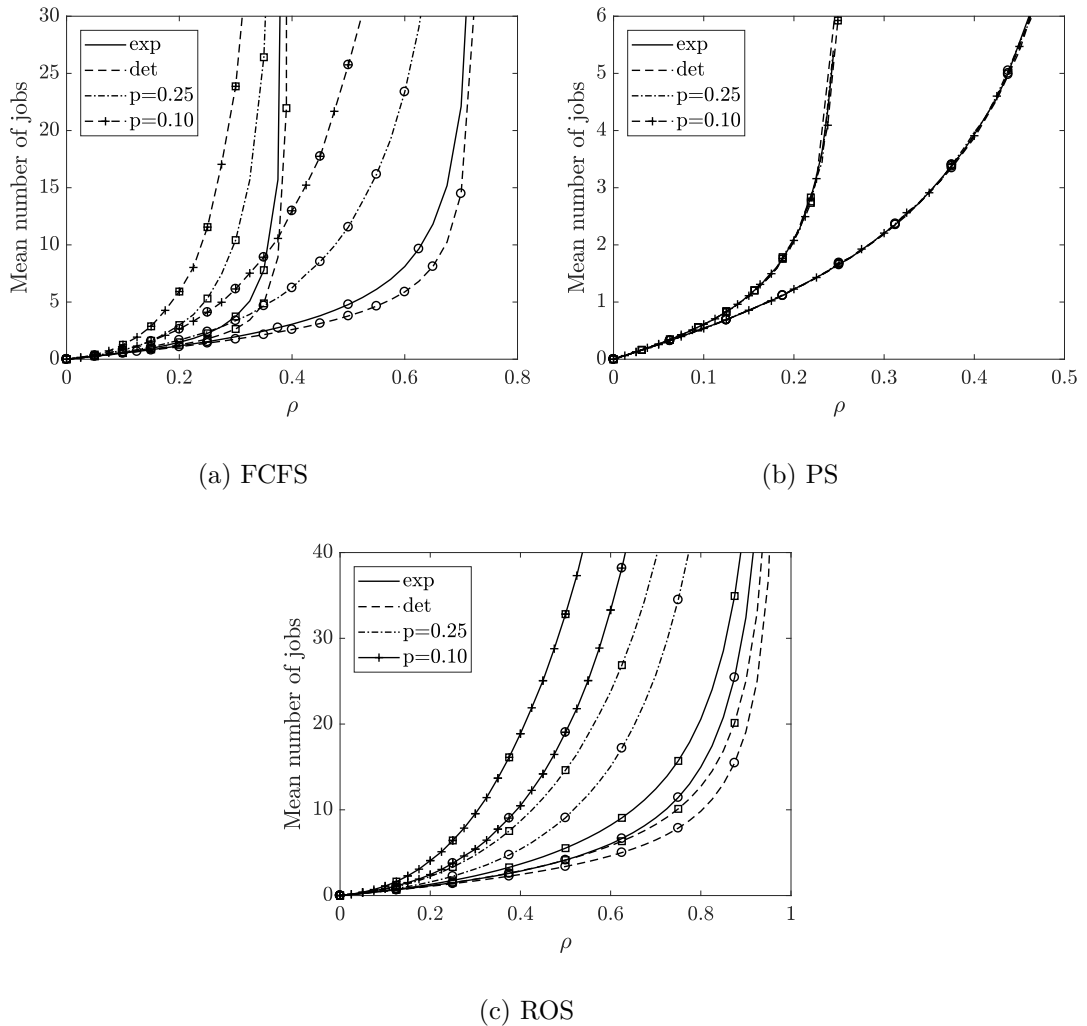 30
25
20
15
10
5
0
Mean number of jobs
exp
det
p=0.25
p=0.10
0 0.2 0.4 0.6 0.8
ρ
(a) FCFS
6
5
4
3
2
1
0
Mean number of jobs
exp
det
p=0.25
p=0.10
0 0.1 0.2 0.3 0.4 0.5
ρ
(b) PS
40
30
20
10
0
Mean number of jobs
exp
det
p=0.25
p=0.10
0 0.2 0.4 0.6 0.8 1
ρ
(c) ROS